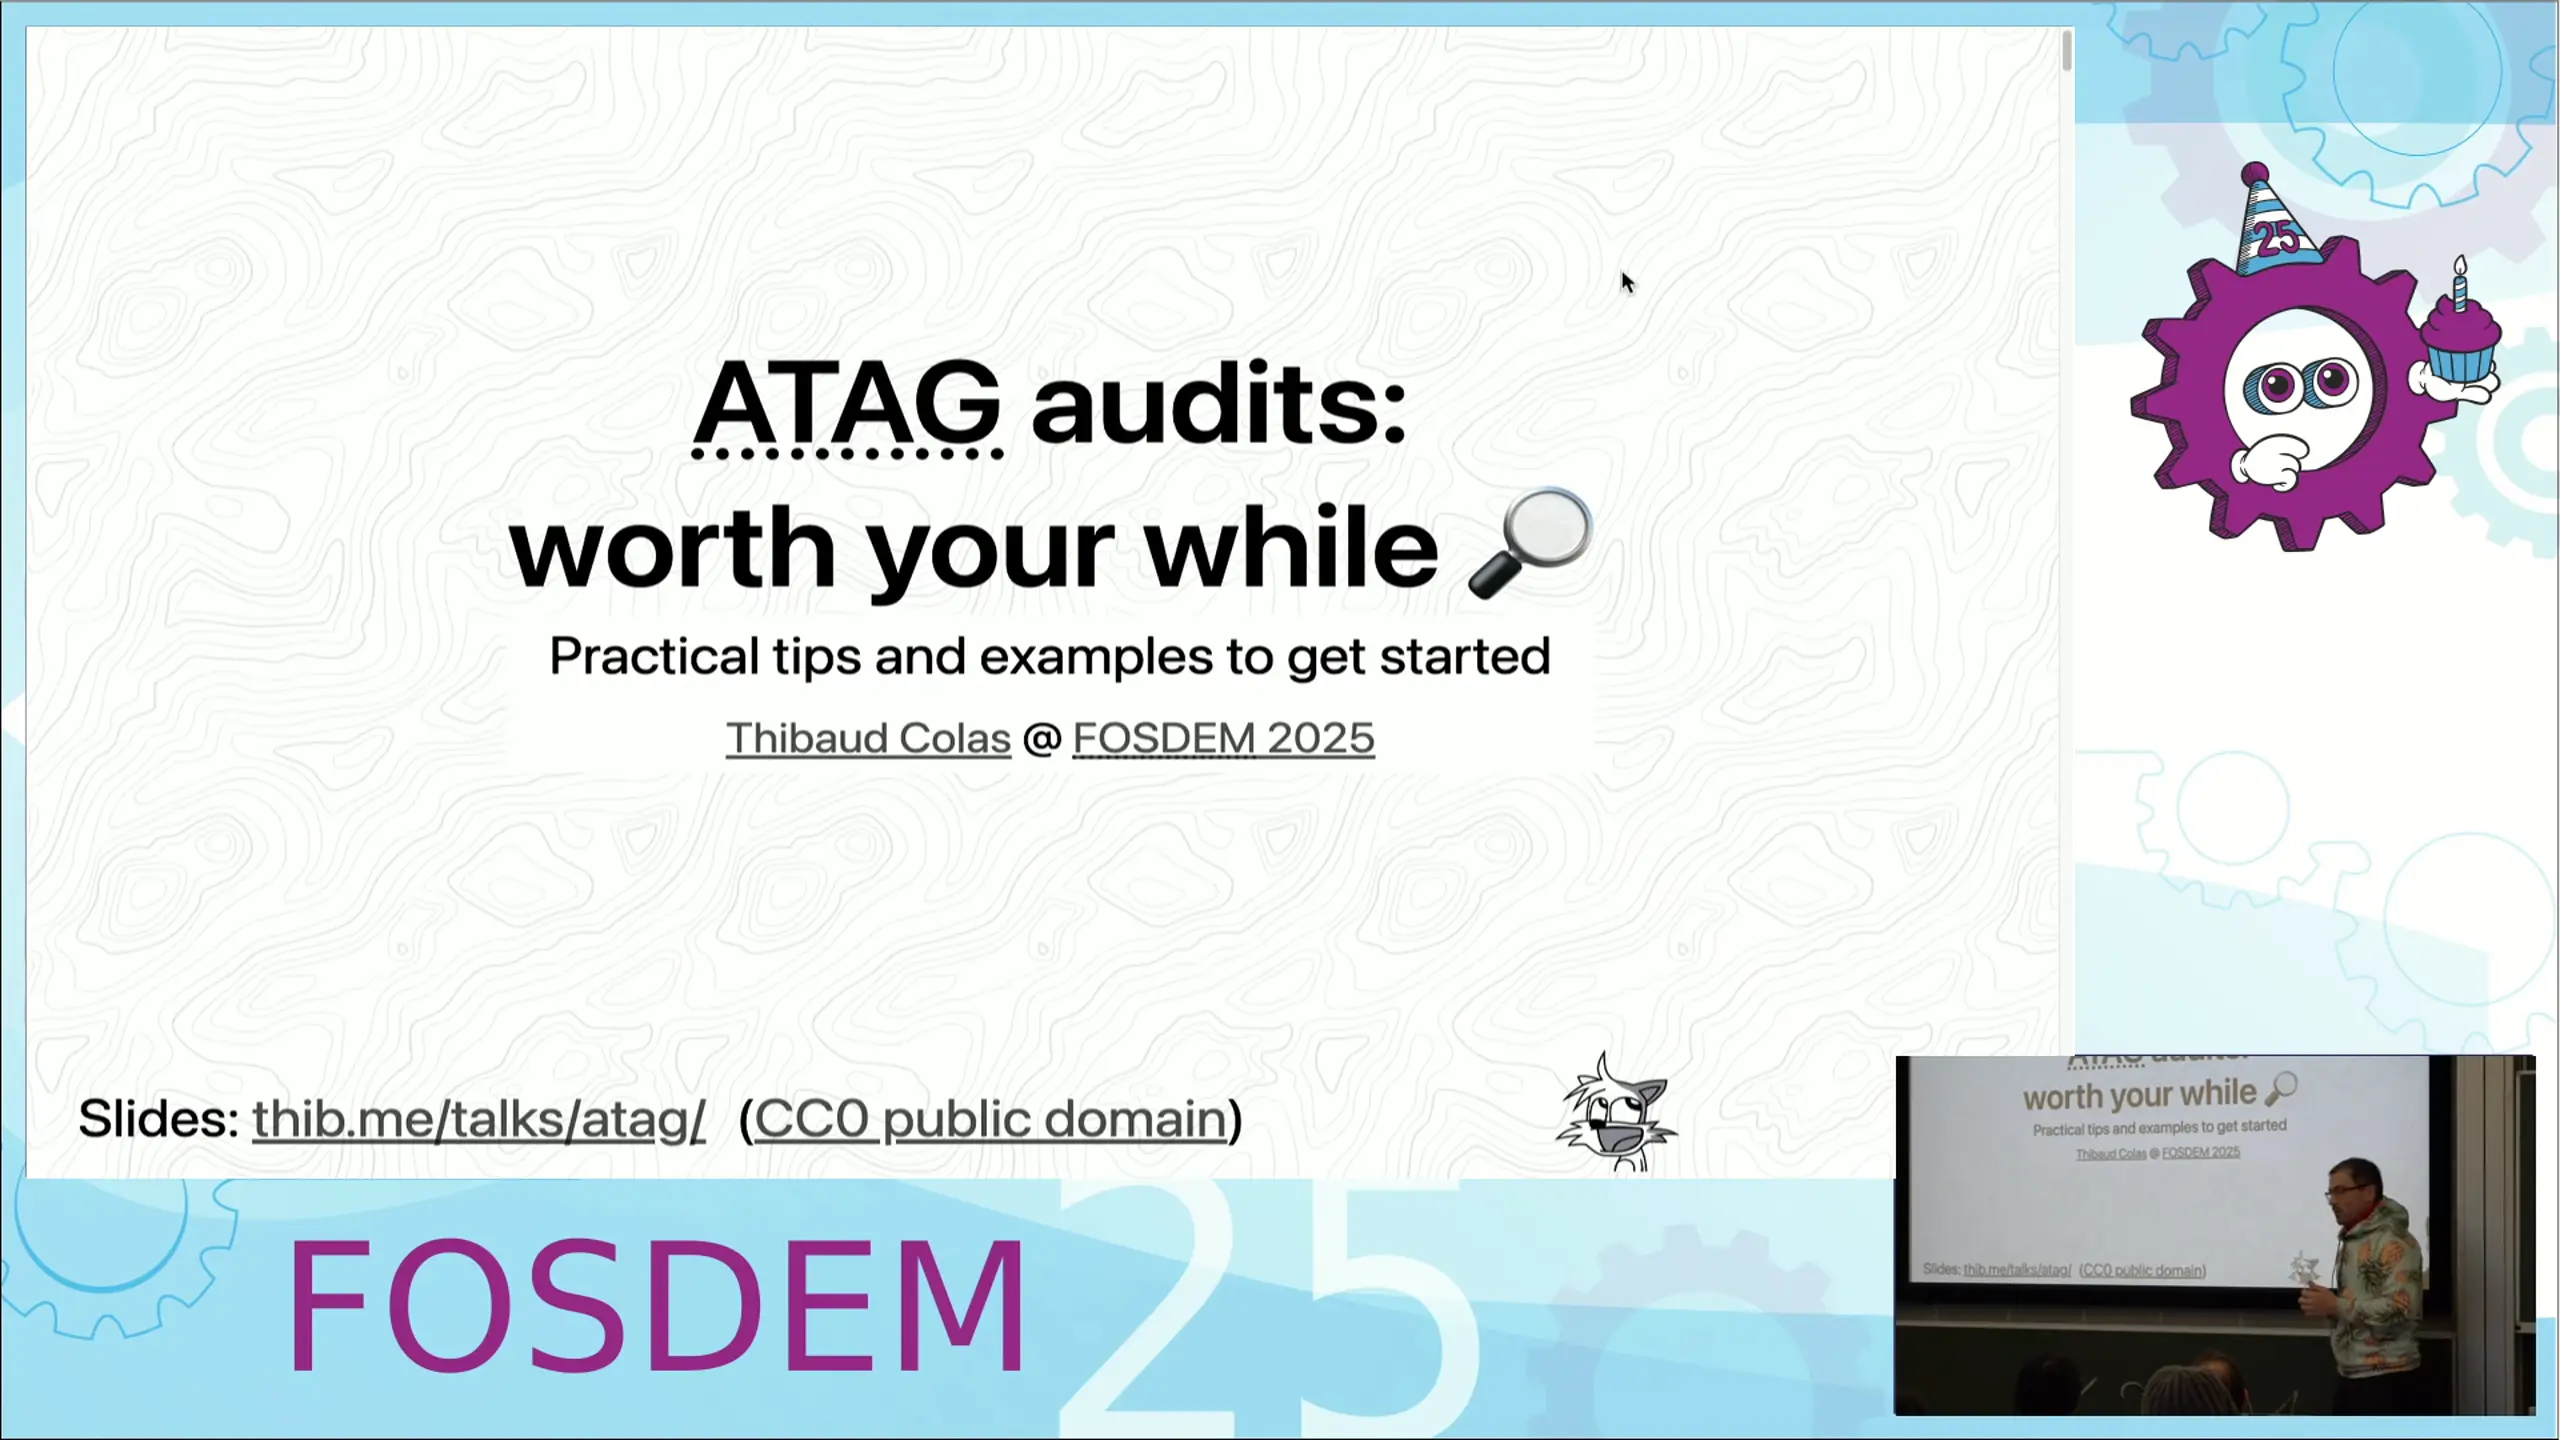 ATAG audits:
worth your while
Practical tips and examples to get started
Thibaud Colas @ FOSDEM 2025
Slides: thib.me/talks/atag/ (CC0 public domain)
25
FOSDEM
25
ATAG audits:
worth your while
Practical tips and examples to get started
Thibaud Colas @ FOSDEM 2025
Slides: thib.me/talks/atag/ (CC0 public domain)